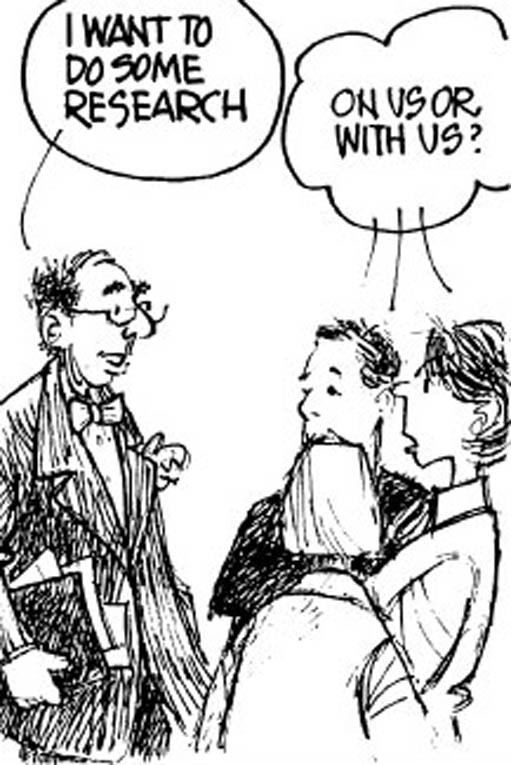 I WANT TO
DO SOME
RESEARCH
ON US OR
WITH US?